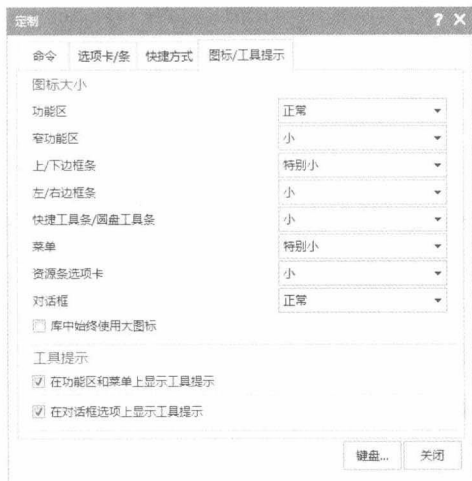 定制 ? ×
命令 选项卡/条 快捷方式 图标/工具提示
图标大小
功能区 正常
窄功能区 小
上/下边框条 特别小
左/右边框条 小
快捷工具条/圆盘工具条 小
菜单 特别小
资源条选项卡 小
对话框 正常
库中始终使用大图标
工具提示
在功能区和菜单上显示工具提示
在对话框选项上显示工具提示
键盘... 关闭